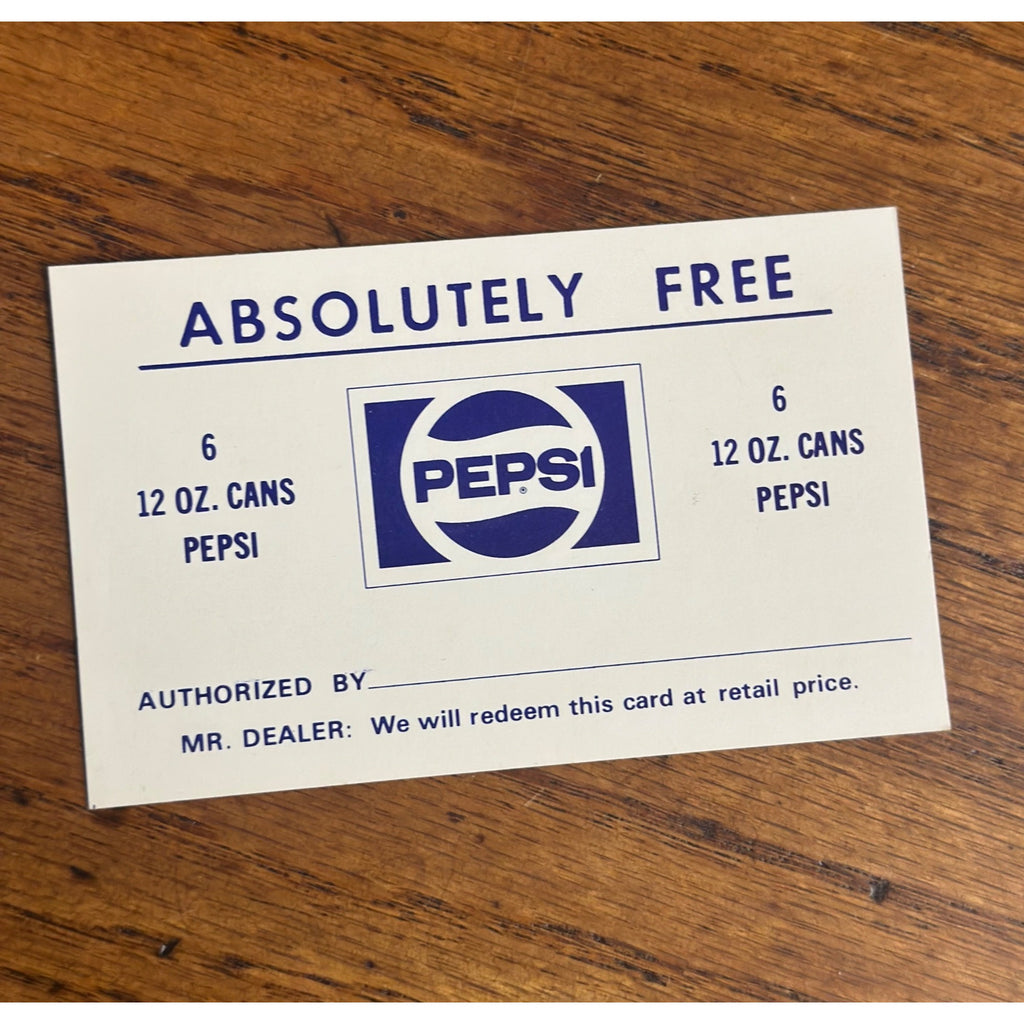 ABSOLUTELY FREE
6
12 OZ. CANS
PEPSI
PEPSI®
6
12 OZ. CANS
PEPSI
AUTHORIZED BY
MR. DEALER: We will redeem this card at retail price.